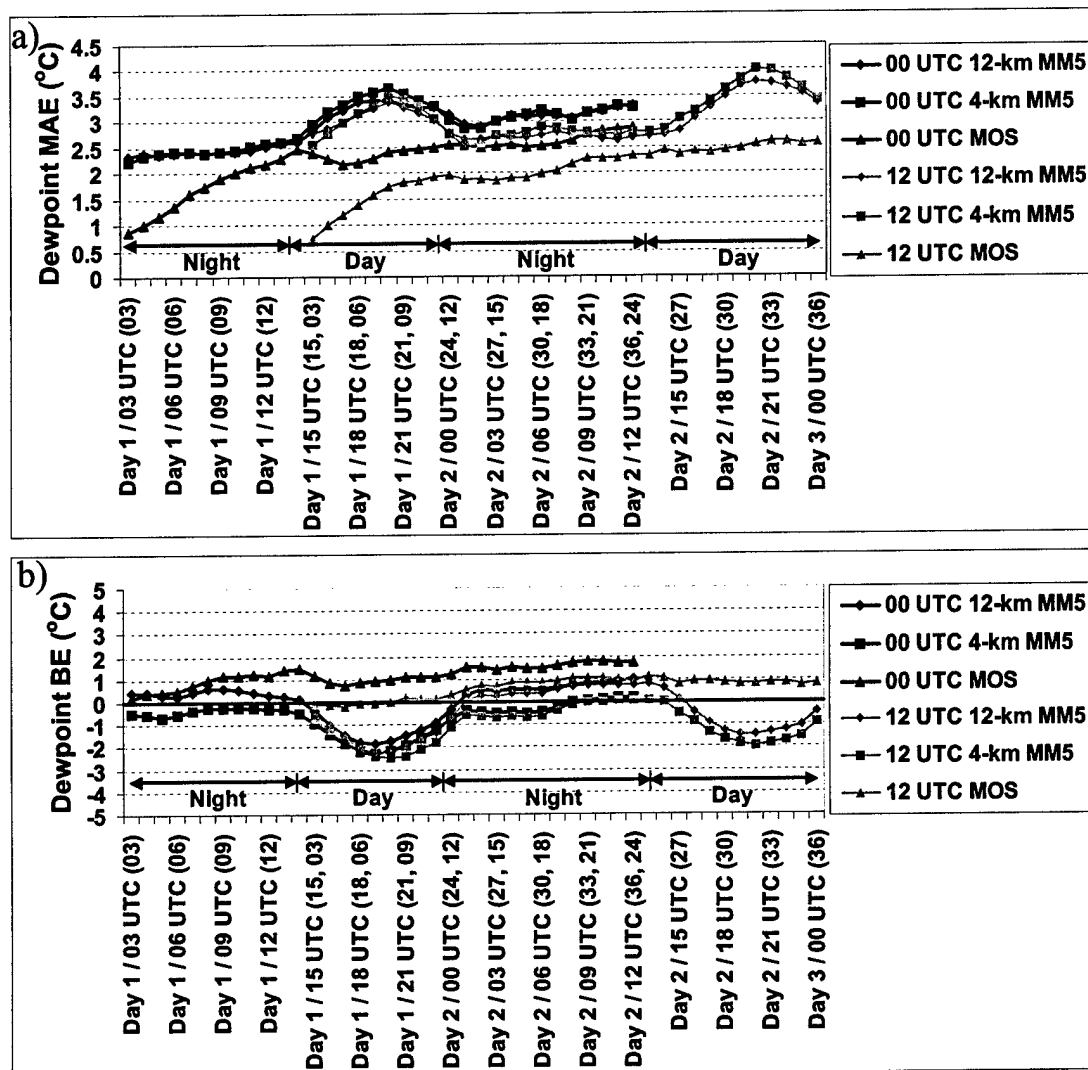 a)
Dewpoint MAE (°C)
4.5
4
3.5
3
2.5
2
1.5
1
0.5
0
Night
Day
Night
Day
Day 1 / 03 UTC (03)
Day 1 / 06 UTC (06)
Day 1 / 09 UTC (09)
Day 1 / 12 UTC (12)
Day 1 / 15 UTC (15, 03)
Day 1 / 18 UTC (18, 06)
Day 1 / 21 UTC (21, 09)
Day 2 / 00 UTC (24, 12)
Day 2 / 03 UTC (27, 15)
Day 2 / 06 UTC (30, 18)
Day 2 / 09 UTC (33, 21)
Day 2 / 12 UTC (36, 24)
Day 2 / 15 UTC (27)
Day 2 / 18 UTC (30)
Day 2 / 21 UTC (33)
Day 3 / 00 UTC (36)
00 UTC 12-km MM5
00 UTC 4-km MM5
00 UTC MOS
12 UTC 12-km MM5
12 UTC 4-km MM5
12 UTC MOS
b)
Dewpoint BE (°C)
5
4
3
2
1
0
-1
-2
-3
-4
-5
Night
Day
Night
Day
Day 1 / 03 UTC (03)
Day 1 / 06 UTC (06)
Day 1 / 09 UTC (09)
Day 1 / 12 UTC (12)
Day 1 / 15 UTC (15, 03)
Day 1 / 18 UTC (18, 06)
Day 1 / 21 UTC (21, 09)
Day 2 / 00 UTC (24, 12)
Day 2 / 03 UTC (27, 15)
Day 2 / 06 UTC (30, 18)
Day 2 / 09 UTC (33, 21)
Day 2 / 12 UTC (36, 24)
Day 2 / 15 UTC (27)
Day 2 / 18 UTC (30)
Day 2 / 21 UTC (33)
Day 3 / 00 UTC (36)
00 UTC 12-km MM5
00 UTC 4-km MM5
00 UTC MOS
12 UTC 12-km MM5
12 UTC 4-km MM5
12 UTC MOS